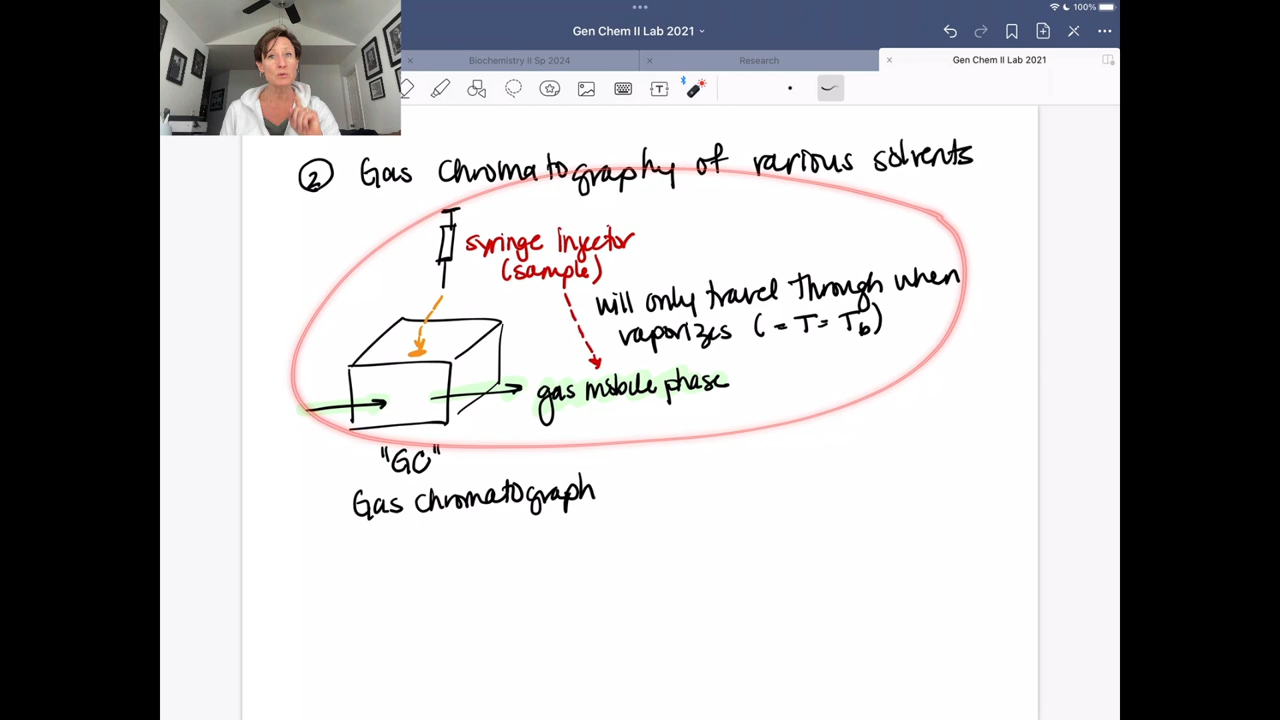 100%
Gen Chem II Lab 2021
Biochemistry II Sp 2024
Research
Gen Chem II Lab 2021
② Gas Chromatography of various solvents
syringe injector
(sample)
will only travel through when
vaporizes (= T = Tb)
gas mobile phase
"GC"
Gas chromatograph